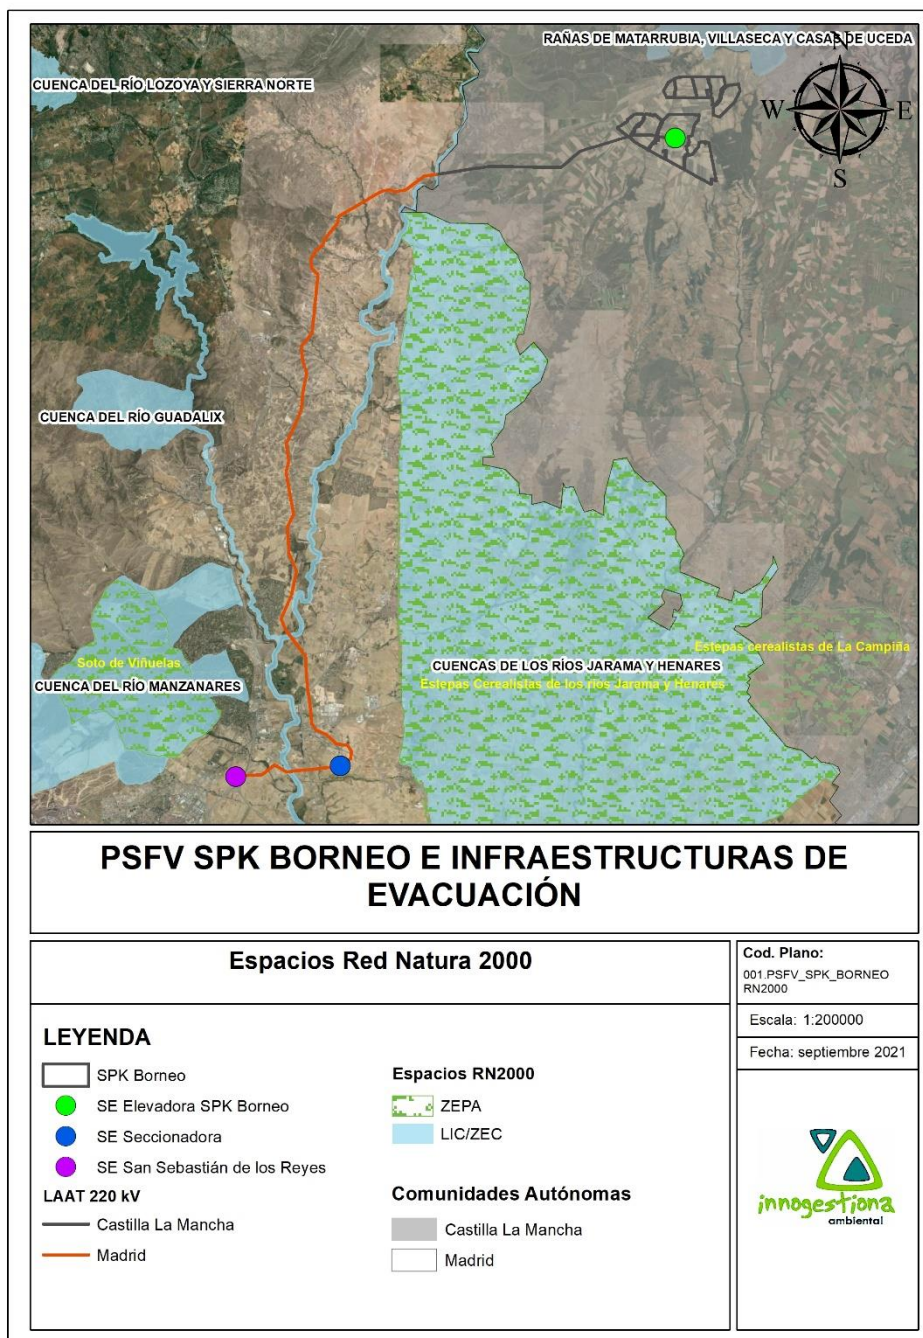 RAÑAS DE MATARRUBIA, VILLASECA Y CASAS DE UCEDA
N
CUENCA DEL RÍO LOZOYA Y SIERRA NORTE
W
E
S
CUENCA DEL RÍO GUADALIX
Estepas cerealistas de La Campiña
Soto de Viñuelas
CUENCAS DE LOS RÍOS JARAMA Y HENARES
CUENCA DEL RÍO MANZANARES
Estepas Cerealistas de los ríos Jarama y Henares
PSFV SPK BORNEO E INFRAESTRUCTURAS DE
EVACUACIÓN
Espacios Red Natura 2000
Cod. Plano:
001.PSFV_SPK_BORNEO
RN2000
Escala: 1:200000
Fecha: septiembre 2021
LEYENDA
SPK Borneo
SE Elevadora SPK Borneo
SE Seccionadora
SE San Sebastián de los Reyes
LAAT 220 kV
Castilla La Mancha
Madrid
Espacios RN2000
ZEPA
LIC/ZEC
Comunidades Autónomas
Castilla La Mancha
Madrid
innogestiona
ambiental